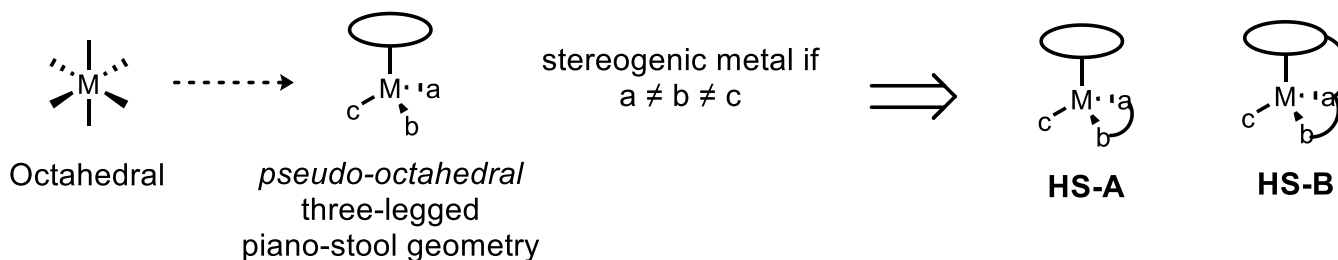 M
Octahedral
M
a
b
c
pseudo-octahedral
three-legged
piano-stool geometry
stereogenic metal if
a ≠ b ≠ c
M
a
b
c
HS-A
M
a
b
c
HS-B